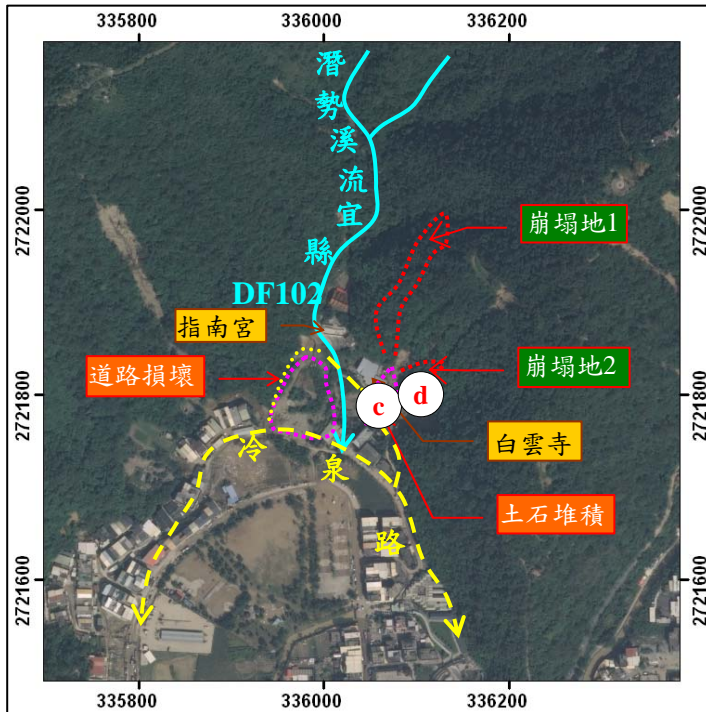 335800
336000
336200
潛勢溪流宜縣
DF102
2722000
2721800
2721600
崩塌地1
指南宮
道路損壞
崩塌地2
c
d
白雲寺
土石堆積
冷泉路
335800
336000
336200